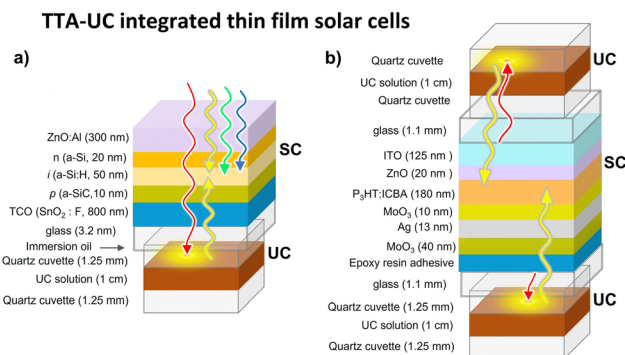 TTA-UC integrated thin film solar cells
a)
ZnO:Al (300 nm)
n (a-Si, 20 nm)
i (a-Si:H, 50 nm)
p (a-SiC,10 nm)
TCO (SnO₂ : F, 800 nm)
glass (3.2 nm)
Immersion oil
Quartz cuvette (1.25 mm)
UC solution (1 cm)
Quartz cuvette (1.25 mm)
SC
UC
b)
Quartz cuvette
UC solution (1 cm)
Quartz cuvette
glass (1.1 mm)
ITO (125 nm )
ZnO (20 nm )
P₃HT:ICBA (180 nm)
MoO₃ (10 nm)
Ag (13 nm)
MoO₃ (40 nm)
Epoxy resin adhesive
glass (1.1 mm)
Quartz cuvette (1.25 mm)
UC solution (1 cm)
Quartz cuvette (1.25 mm)
UC
SC
UC